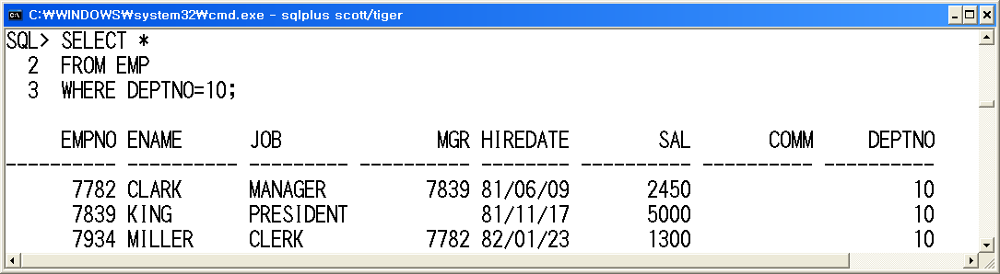 C:₩WINDOWS₩system32₩cmd.exe - sqlplus scott/tiger
SQL> SELECT *
  2  FROM EMP
  3  WHERE DEPTNO=10;
     EMPNO ENAME      JOB              MGR HIREDATE        SAL       COMM     DEPTNO
---------- ---------- --------- ---------- -------- ---------- ---------- ----------
      7782 CLARK      MANAGER         7839 81/06/09       2450                    10
      7839 KING       PRESIDENT            81/11/17       5000                    10
      7934 MILLER     CLERK           7782 82/01/23       1300                    10